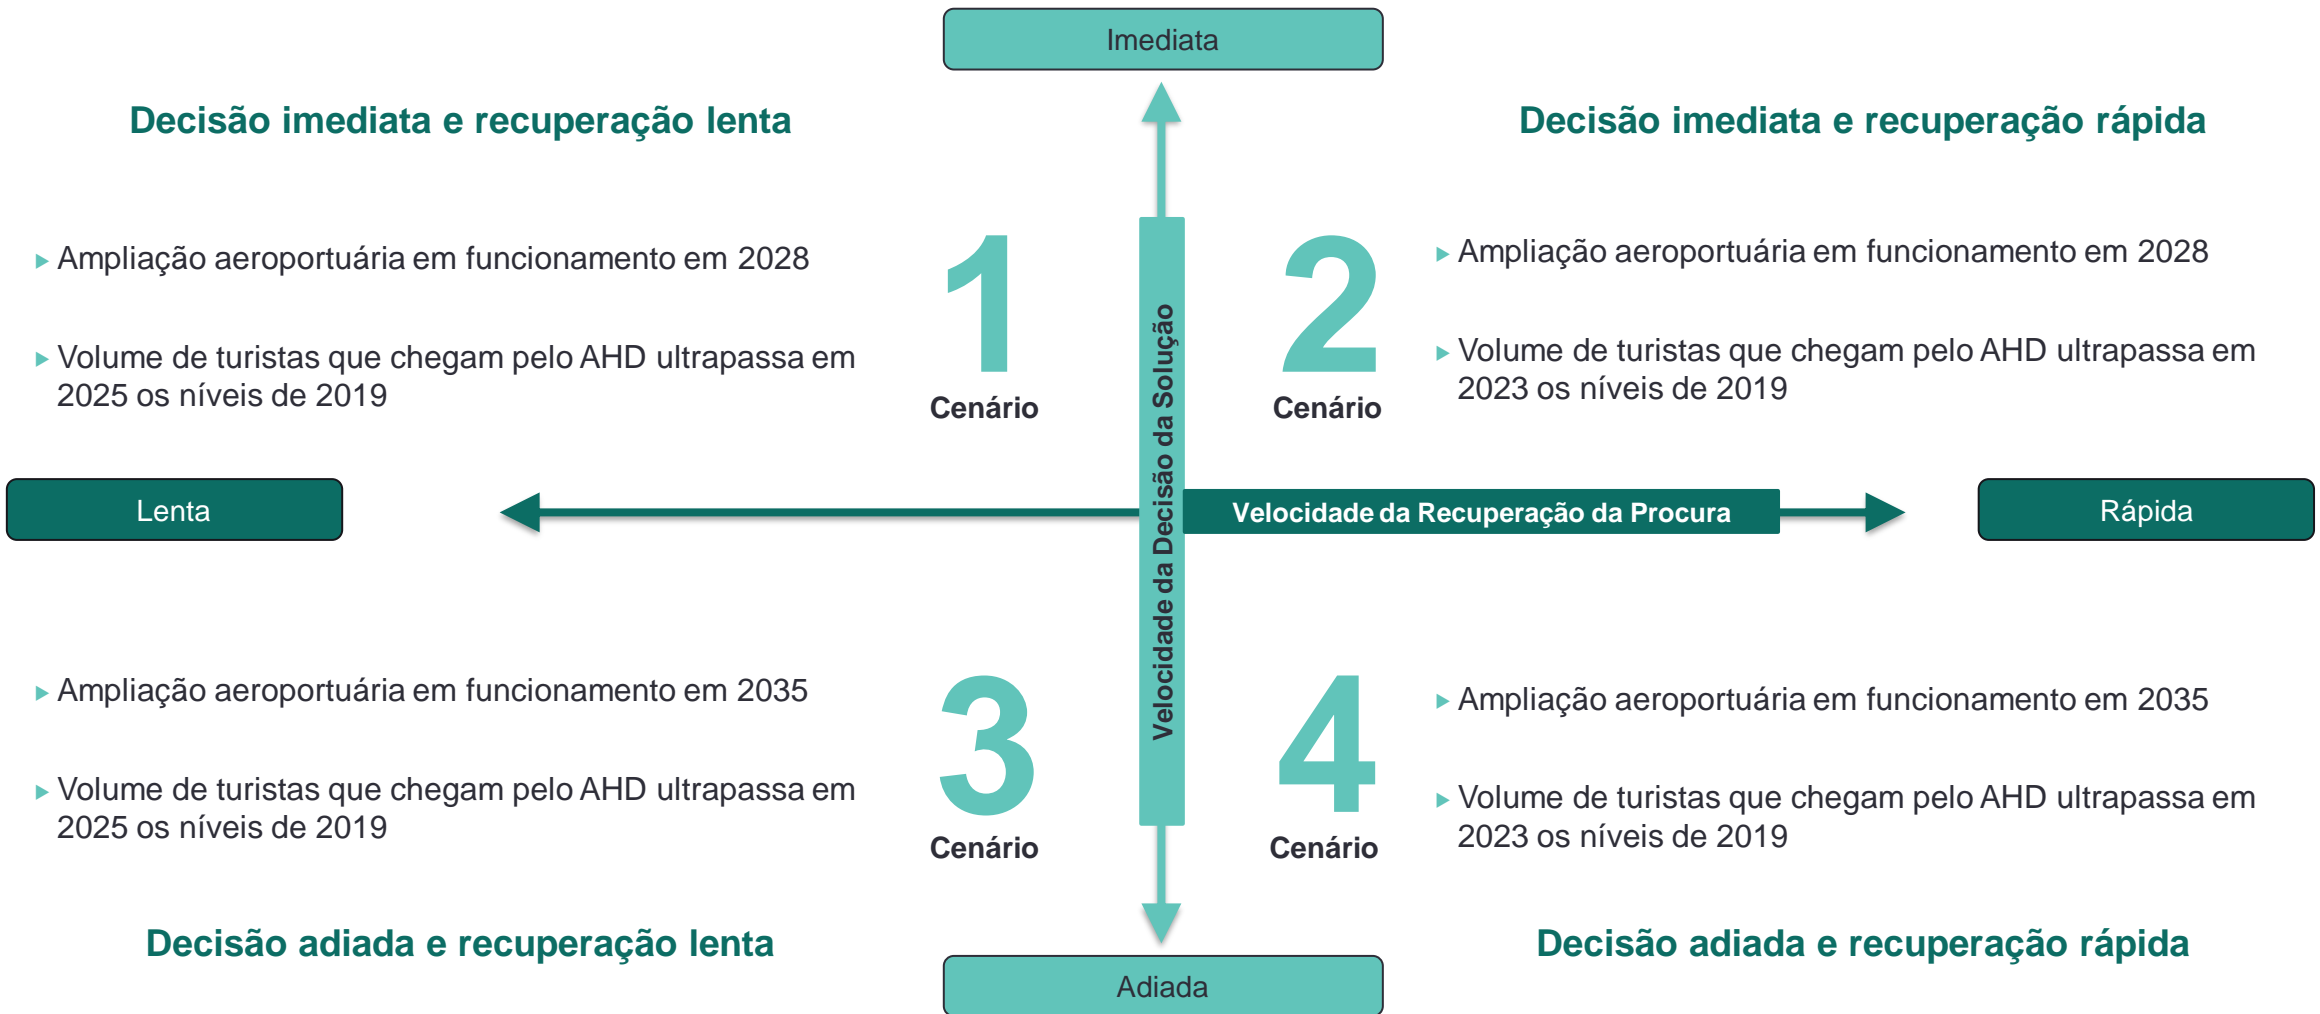 Imediata
Decisão imediata e recuperação lenta
Decisão imediata e recuperação rápida
Ampliação aeroportuária em funcionamento em 2028
Volume de turistas que chegam pelo AHD ultrapassa em
2025 os níveis de 2019
1
Cenário
2
Cenário
Ampliação aeroportuária em funcionamento em 2028
Volume de turistas que chegam pelo AHD ultrapassa em
2023 os níveis de 2019
Velocidade da Decisão da Solução
Lenta
Velocidade da Recuperação da Procura
Rápida
Ampliação aeroportuária em funcionamento em 2035
Volume de turistas que chegam pelo AHD ultrapassa em
2025 os níveis de 2019
3
Cenário
4
Cenário
Ampliação aeroportuária em funcionamento em 2035
Volume de turistas que chegam pelo AHD ultrapassa em
2023 os níveis de 2019
Decisão adiada e recuperação lenta
Decisão adiada e recuperação rápida
Adiada